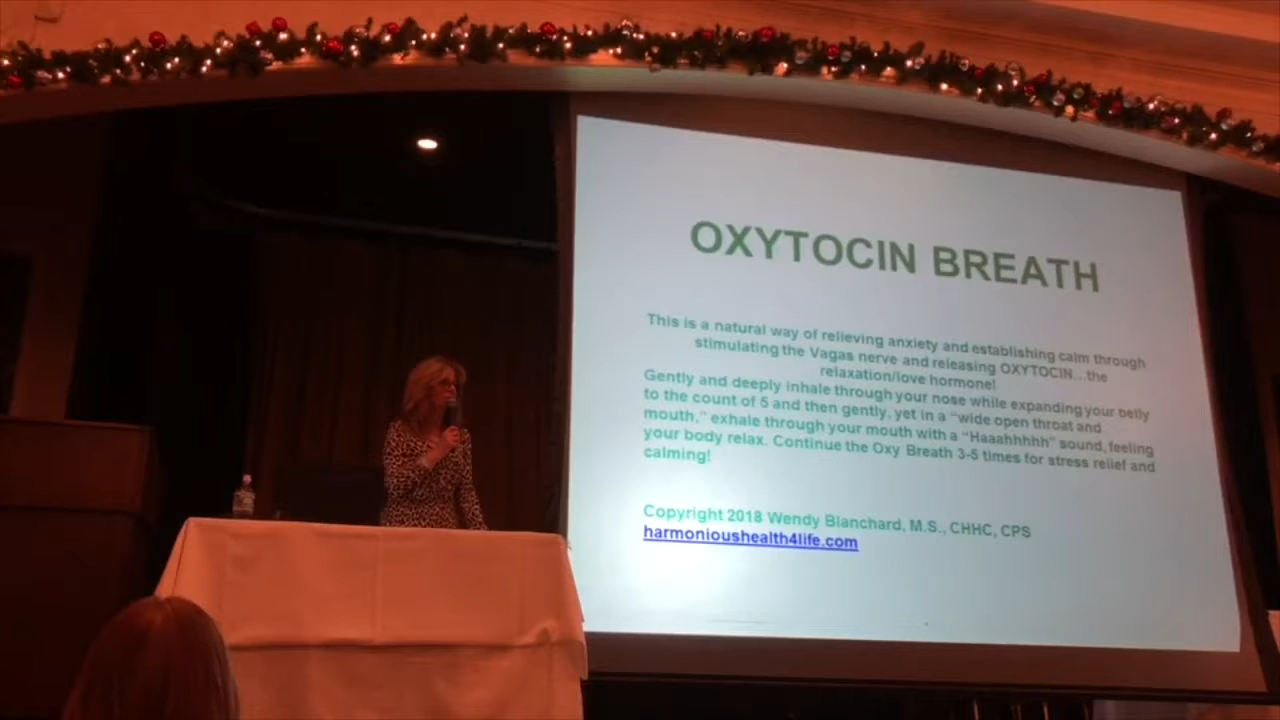 OXYTOCIN BREATH
This is a natural way of relieving anxiety and establishing calm through
stimulating the Vagas nerve and releasing OXYTOCIN...the
relaxation/love hormone!
Gently and deeply inhale through your nose while expanding your belly
to the count of 5 and then gently, yet in a “wide open throat and
mouth,” exhale through your mouth with a “Haaahhhhh” sound, feeling
your body relax. Continue the Oxy Breath 3-5 times for stress relief and
calming!
Copyright 2018 Wendy Blanchard, M.S., CHHC, CPS
harmonioushealth4life.com